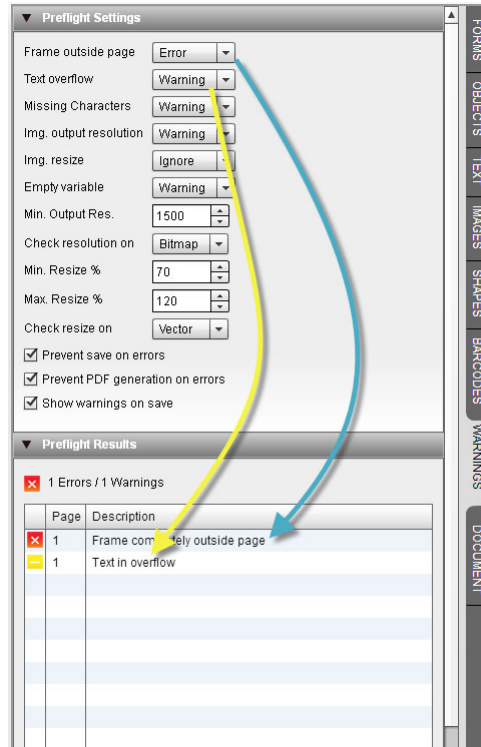 ▼ Preflight Settings
Frame outside page Error
Text overflow Warning
Missing Characters Warning
Img. output resolution Warning
Img. resize Ignore
Empty variable Warning
Min. Output Res. 1500
Check resolution on Bitmap
Min. Resize % 70
Max. Resize % 120
Check resize on Vector
Prevent save on errors
Prevent PDF generation on errors
Show warnings on save
▼ Preflight Results
1 Errors / 1 Warnings
Page Description
1 Frame completely outside page
1 Text in overflow
FORMS
OBJECTS
TEXT
IMAGES
SHAPES
BARCODES
WARNINGS
DOCUMENT